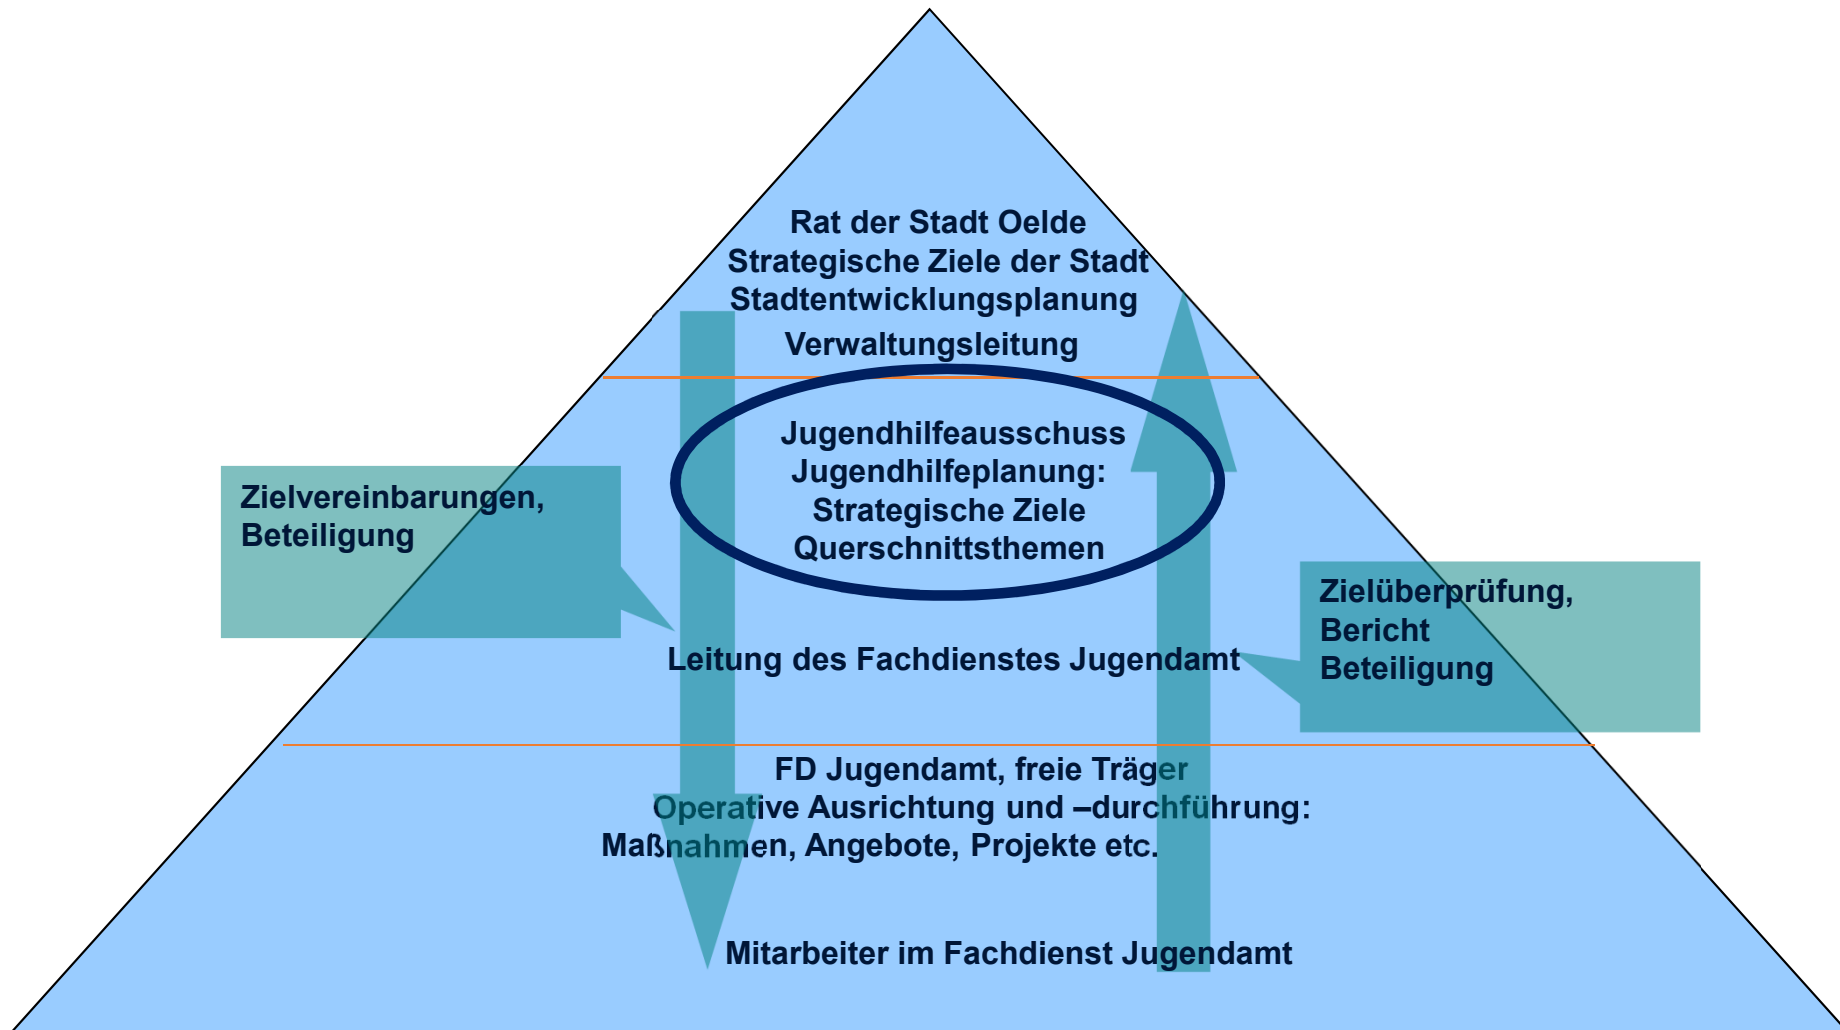 Rat der Stadt Oelde
Strategische Ziele der Stadt
Stadtentwicklungsplanung
Verwaltungsleitung
Jugendhilfeausschuss
Jugendhilfeplanung:
Strategische Ziele
Querschnittsthemen
Zielvereinbarungen,
Beteiligung
Zielüberprüfung,
Bericht
Beteiligung
Leitung des Fachdienstes Jugendamt
FD Jugendamt, freie Träger
Operative Ausrichtung und –durchführung:
Maßnahmen, Angebote, Projekte etc.
Mitarbeiter im Fachdienst Jugendamt